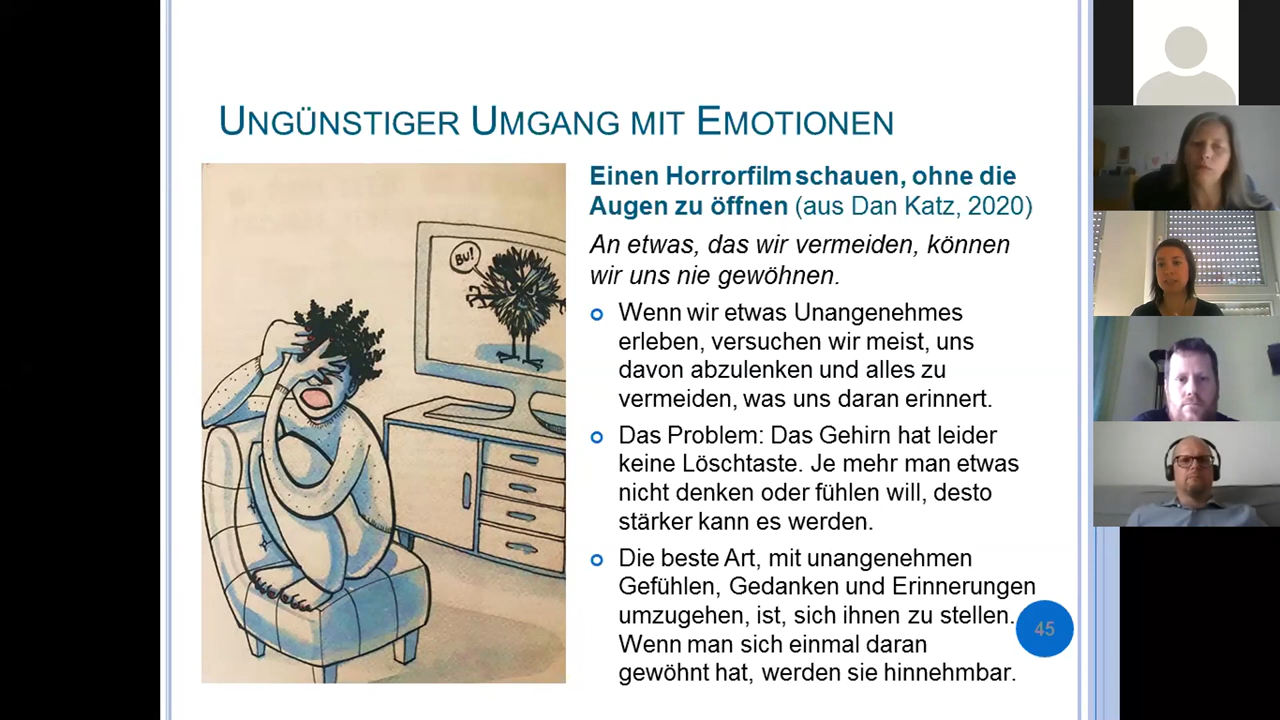 UNGÜNSTIGER UMGANG MIT EMOTIONEN
Bu!
Einen Horrorfilm schauen, ohne die
Augen zu öffnen (aus Dan Katz, 2020)
An etwas, das wir vermeiden, können
wir uns nie gewöhnen.
Wenn wir etwas Unangenehmes
erleben, versuchen wir meist, uns
davon abzulenken und alles zu
vermeiden, was uns daran erinnert.
Das Problem: Das Gehirn hat leider
keine Löschtaste. Je mehr man etwas
nicht denken oder fühlen will, desto
stärker kann es werden.
Die beste Art, mit unangenehmen
Gefühlen, Gedanken und Erinnerungen
umzugehen, ist, sich ihnen zu stellen.
Wenn man sich einmal daran
gewöhnt hat, werden sie hinnehmbar.
45